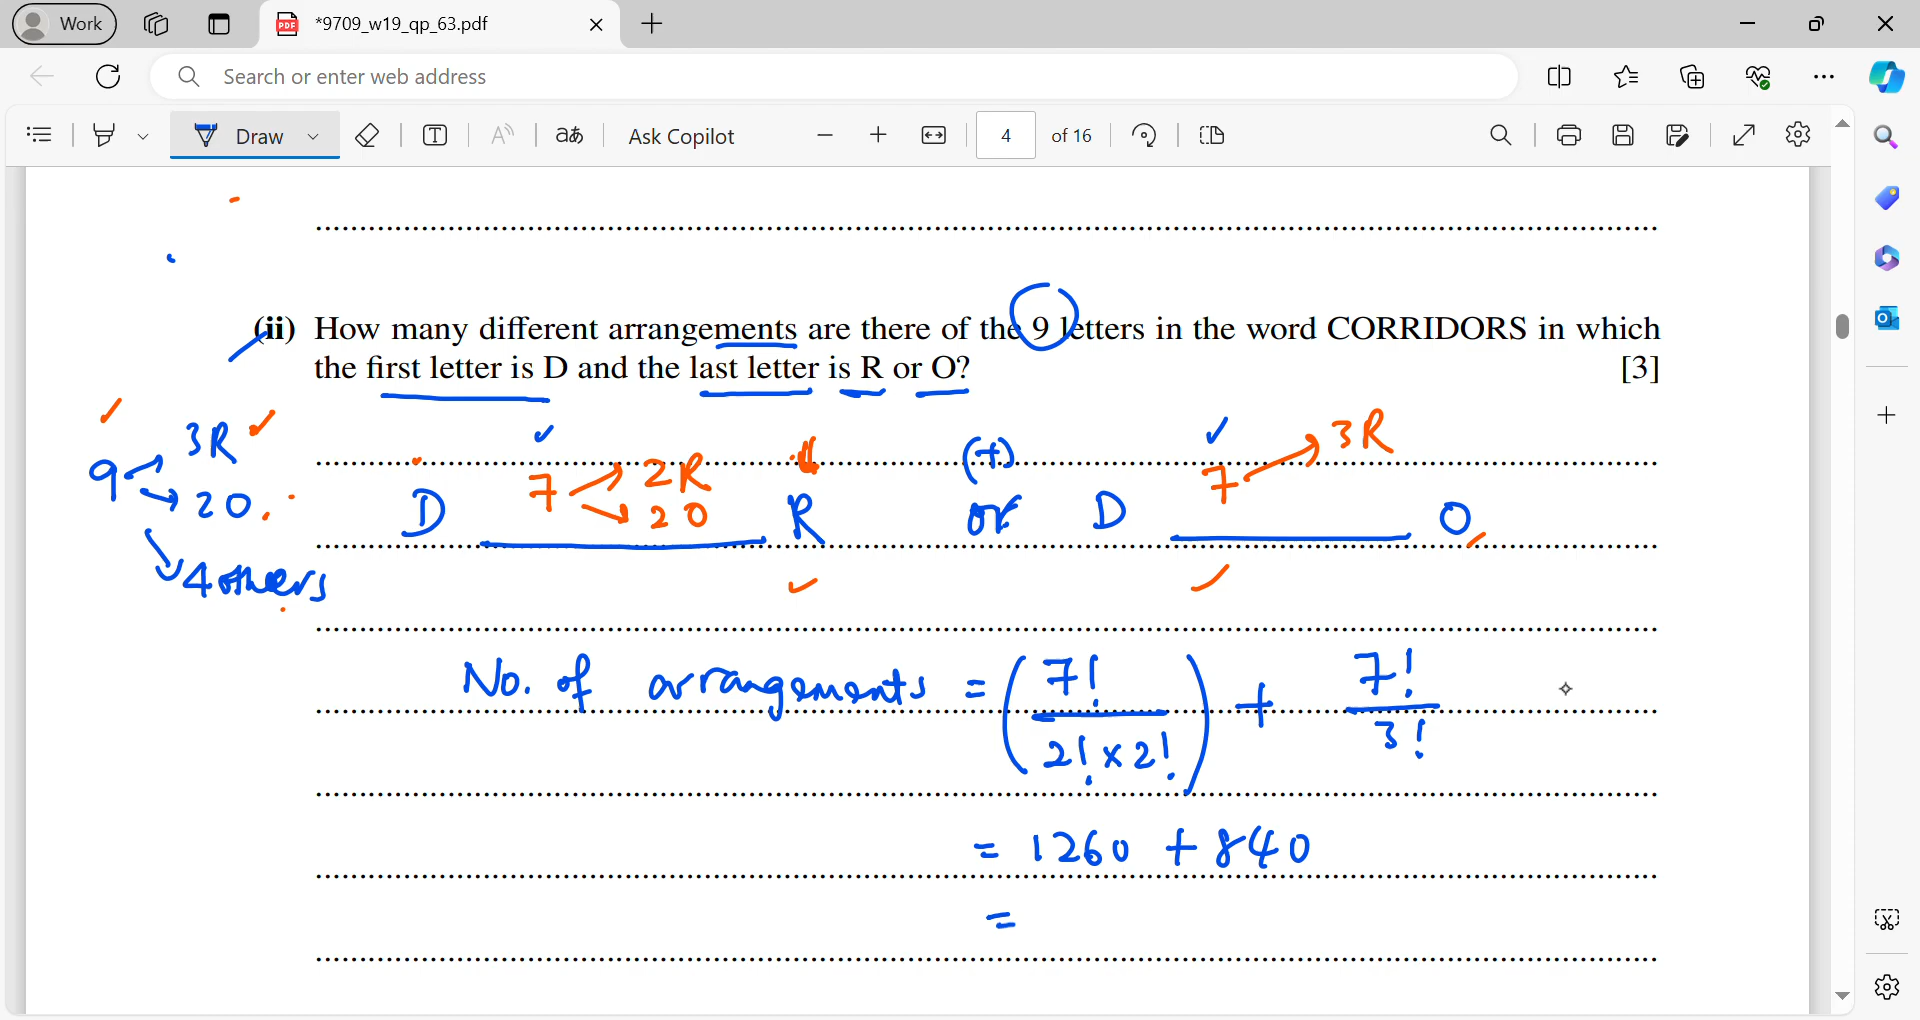 Work
*9709_w19_qp_63.pdf
Search or enter web address
Draw
aあ
Ask Copilot
4 of 16
(ii) How many different arrangements are there of the 9 letters in the word CORRIDORS in which
the first letter is D and the last letter is R or O? [3]
9 → 3R
→ 2O
→ 4 others
D 7 → 2R R (+) D 7 → 3R O
→ 2O or
No. of arrangements = ( 7! / 2! × 2! ) + 7! / 3!
= 1260 + 840
=